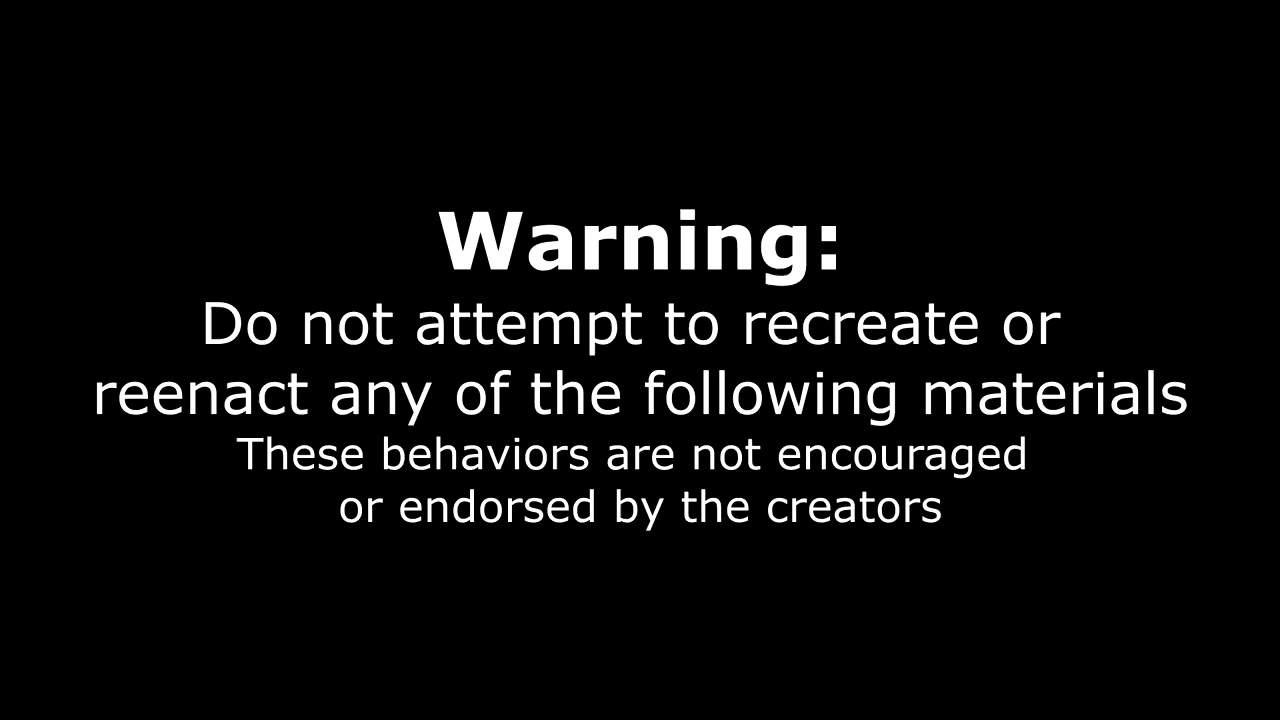 Warning:
Do not attempt to recreate or
reenact any of the following materials
These behaviors are not encouraged
or endorsed by the creators